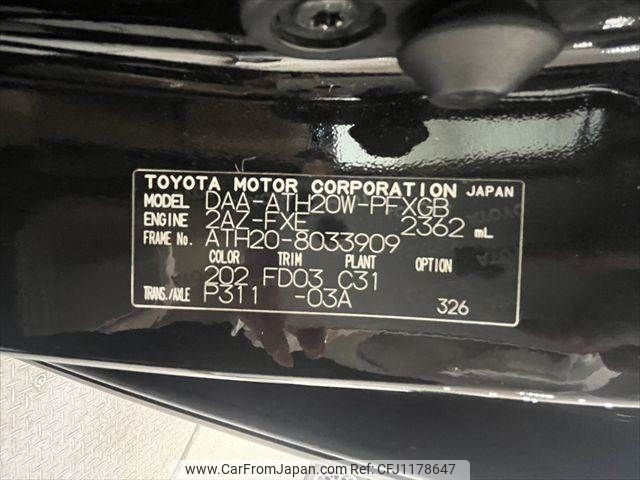 TOYOTA MOTOR CORPORATION JAPAN
MODEL DAA-ATH20W-PFXGB
ENGINE 2AZ-FXE 2362 mL
FRAME No. ATH20-8033909
COLOR TRIM PLANT OPTION
202 FD03 C31
TRANS./AXLE P311 -03A 326
www.CarFromJapan.com REF:CFJ1178647